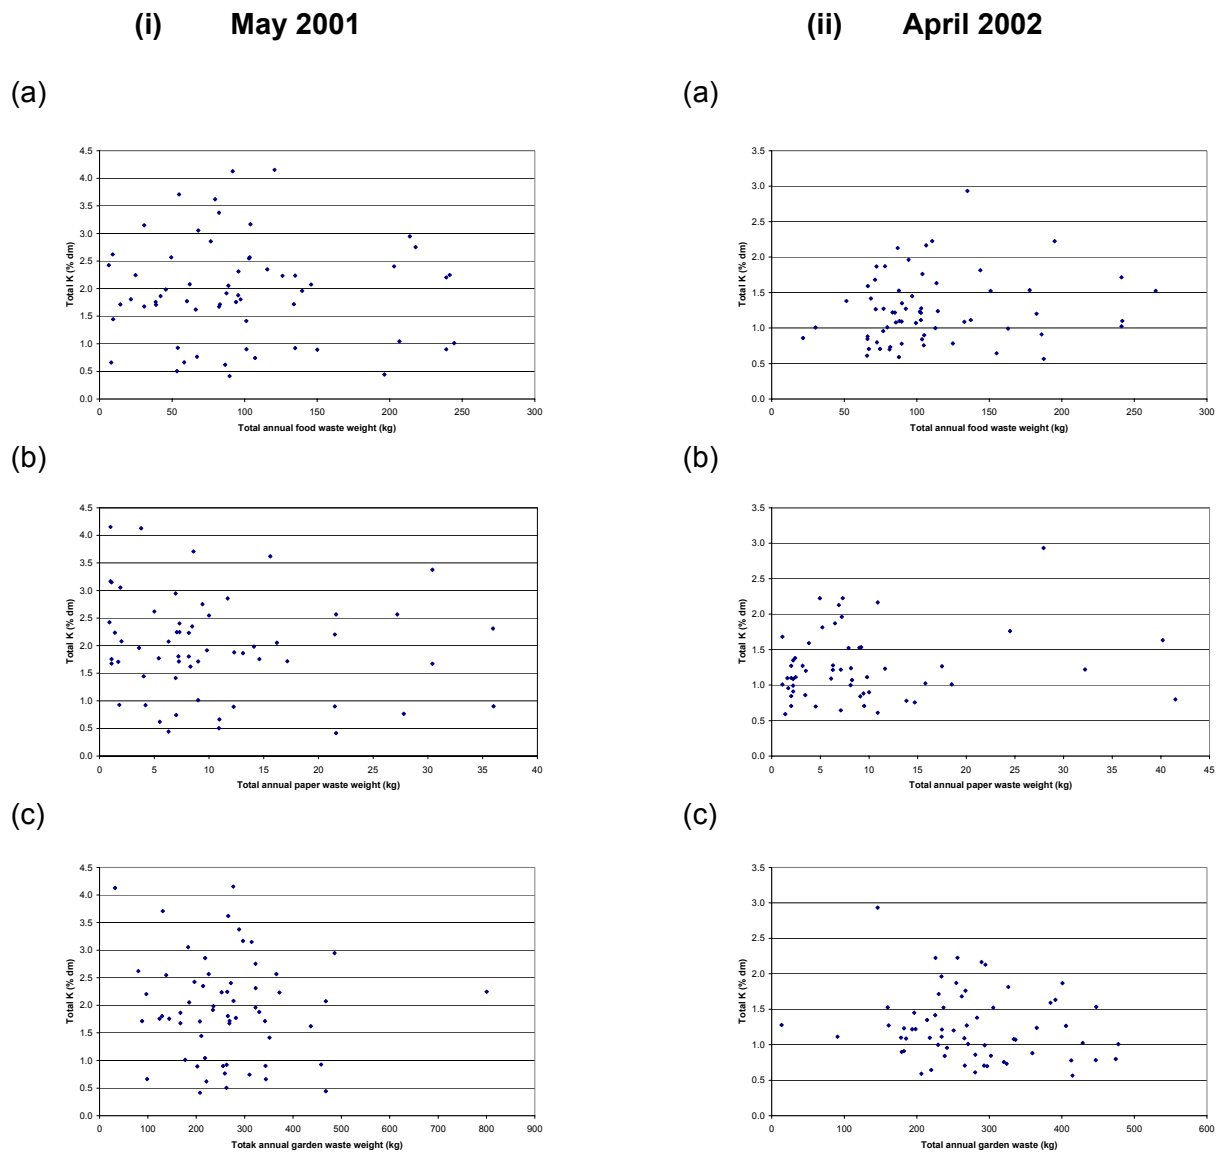 (i) May 2001
(ii) April 2002
(a)
4.5
4.0
3.5
3.0
2.5
2.0
1.5
1.0
0.5
0.0
Total K (% dm)
0 50 100 150 200 250 300
Total annual food waste weight (kg)
(a)
3.5
3.0
2.5
2.0
1.5
1.0
0.5
0.0
Total K (% dm)
0 50 100 150 200 250 300
Total annual food waste weight (kg)
(b)
4.5
4.0
3.5
3.0
2.5
2.0
1.5
1.0
0.5
0.0
Total K (% dm)
0 5 10 15 20 25 30 35 40
Total annual paper waste weight (kg)
(b)
3.5
3.0
2.5
2.0
1.5
1.0
0.5
0.0
Total K (% dm)
0 5 10 15 20 25 30 35 40 45
Total annual paper waste weight (kg)
(c)
4.5
4.0
3.5
3.0
2.5
2.0
1.5
1.0
0.5
0.0
Total K (% dm)
0 100 200 300 400 500 600 700 800 900
Totak annual garden waste weight (kg)
(c)
3.5
3.0
2.5
2.0
1.5
1.0
0.5
0.0
Total K (% dm)
0 100 200 300 400 500 600
Total annual garden waste (kg)